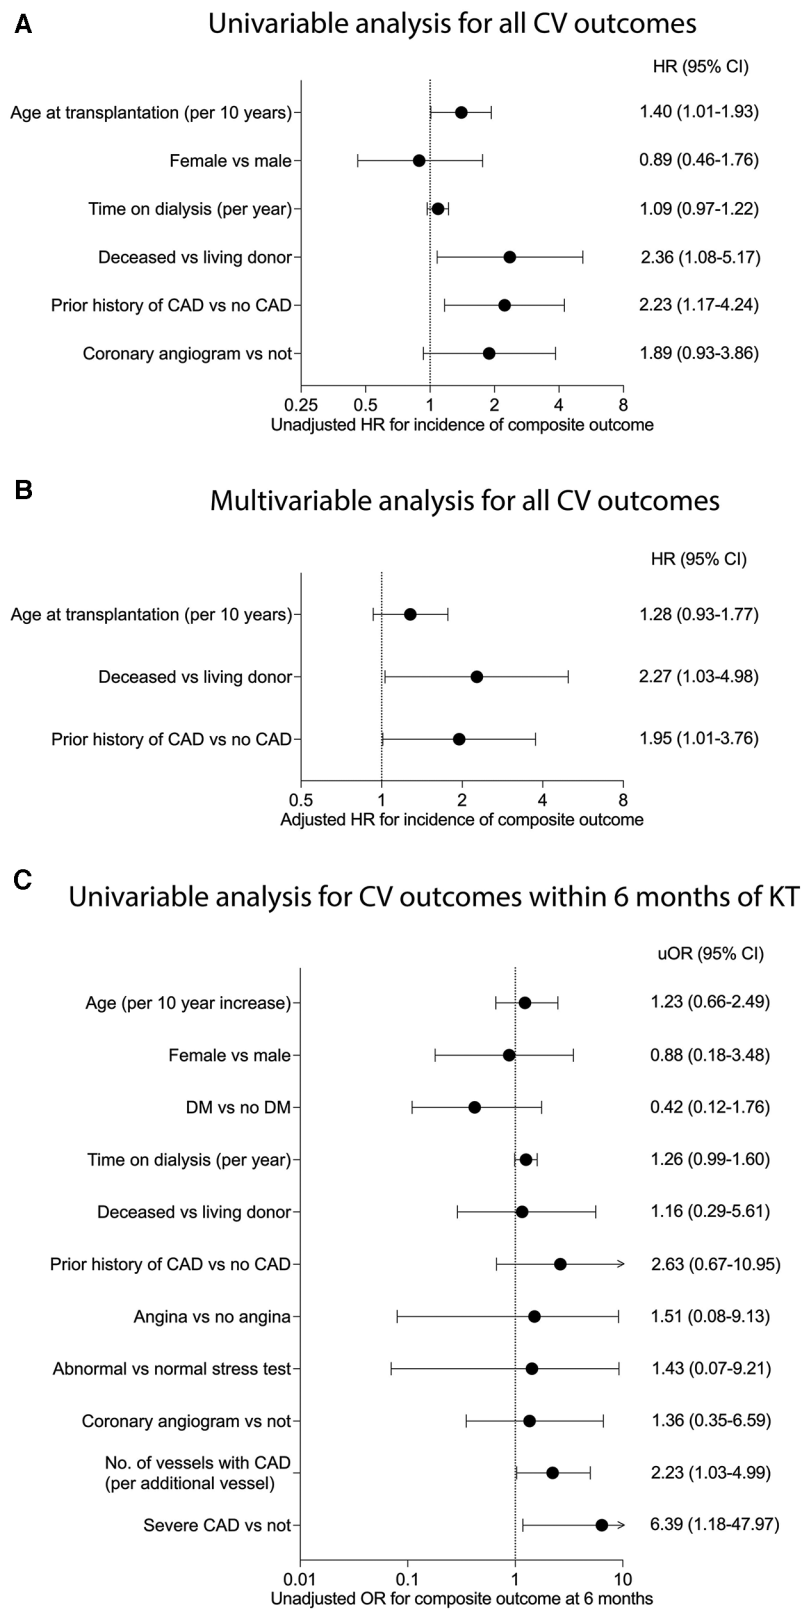 A
Univariable analysis for all CV outcomes
HR (95% CI)
Age at transplantation (per 10 years) 1.40 (1.01-1.93)
Female vs male 0.89 (0.46-1.76)
Time on dialysis (per year) 1.09 (0.97-1.22)
Deceased vs living donor 2.36 (1.08-5.17)
Prior history of CAD vs no CAD 2.23 (1.17-4.24)
Coronary angiogram vs not 1.89 (0.93-3.86)
0.25 0.5 1 2 4 8
Unadjusted HR for incidence of composite outcome
B
Multivariable analysis for all CV outcomes
HR (95% CI)
Age at transplantation (per 10 years) 1.28 (0.93-1.77)
Deceased vs living donor 2.27 (1.03-4.98)
Prior history of CAD vs no CAD 1.95 (1.01-3.76)
0.5 1 2 4 8
Adjusted HR for incidence of composite outcome
C
Univariable analysis for CV outcomes within 6 months of KT
uOR (95% CI)
Age (per 10 year increase) 1.23 (0.66-2.49)
Female vs male 0.88 (0.18-3.48)
DM vs no DM 0.42 (0.12-1.76)
Time on dialysis (per year) 1.26 (0.99-1.60)
Deceased vs living donor 1.16 (0.29-5.61)
Prior history of CAD vs no CAD 2.63 (0.67-10.95)
Angina vs no angina 1.51 (0.08-9.13)
Abnormal vs normal stress test 1.43 (0.07-9.21)
Coronary angiogram vs not 1.36 (0.35-6.59)
No. of vessels with CAD
(per additional vessel) 2.23 (1.03-4.99)
Severe CAD vs not 6.39 (1.18-47.97)
0.01 0.1 1 10
Unadjusted OR for composite outcome at 6 months